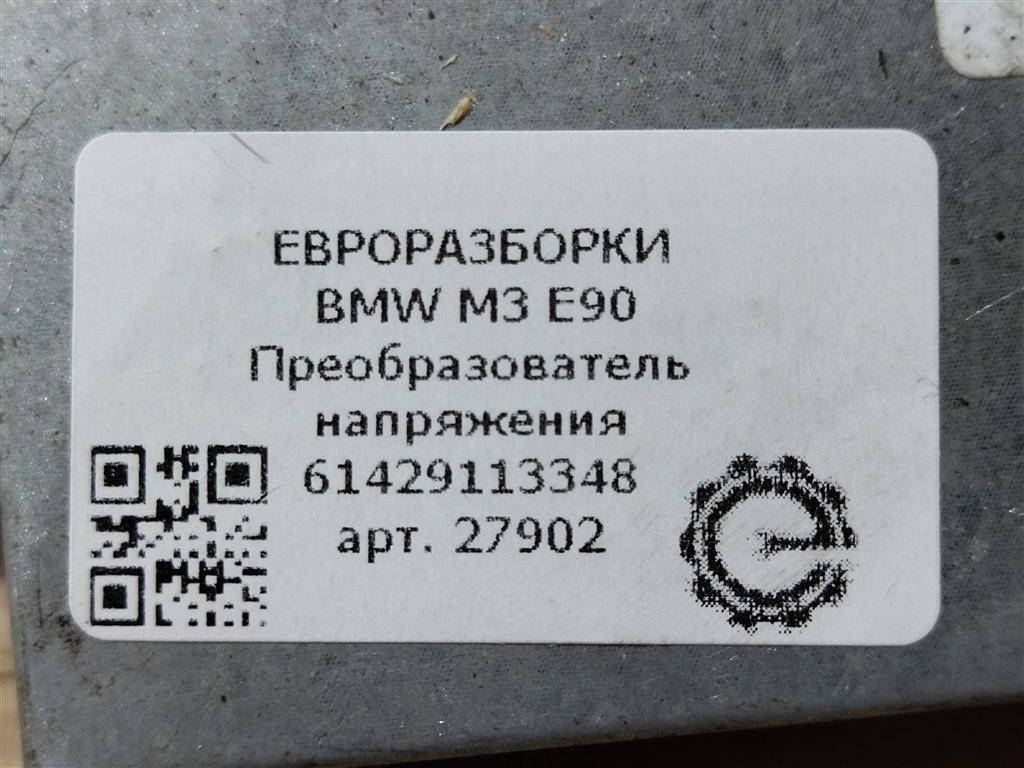 ЕВРОРАЗБОРКИ
BMW M3 E90
Преобразователь
напряжения
61429113348
арт. 27902